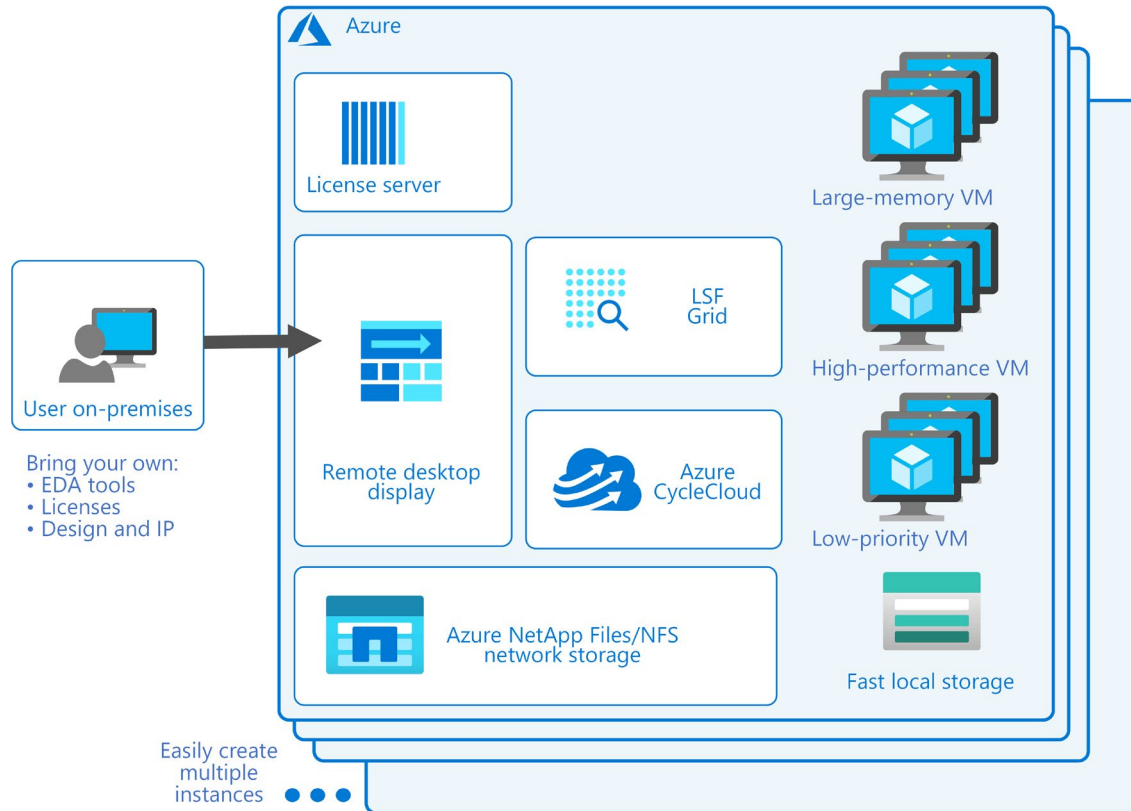 Azure
License server
Large-memory VM
User on-premises
Bring your own:
• EDA tools
• Licenses
• Design and IP
Remote desktop
display
LSF
Grid
High-performance VM
Azure
CycleCloud
Low-priority VM
Azure NetApp Files/NFS
network storage
Fast local storage
Easily create
multiple
instances